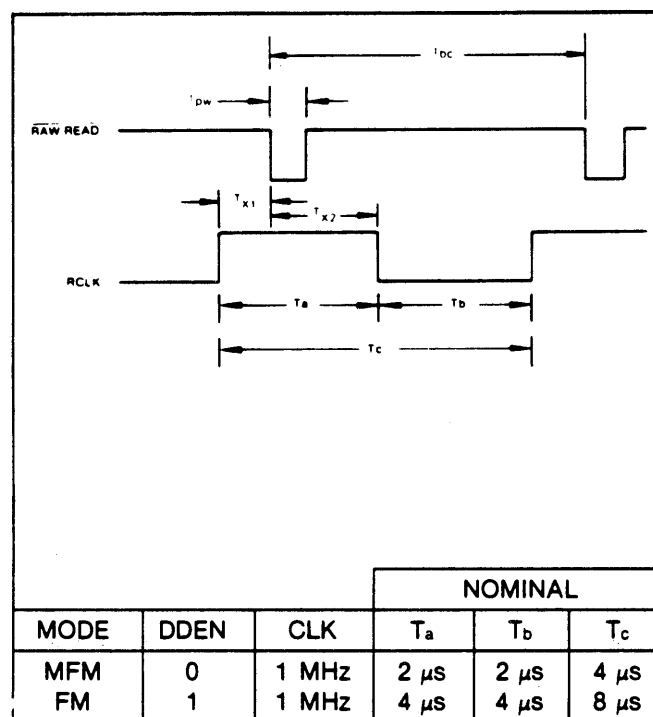 Tbc
Tpw
RAW READ
Tx1
Tx2
RCLK
Ta
Tb
Tc
NOMINAL
MODE DDEN CLK Ta Tb Tc
MFM 0 1 MHz 2 µs 2 µs 4 µs
FM 1 1 MHz 4 µs 4 µs 8 µs